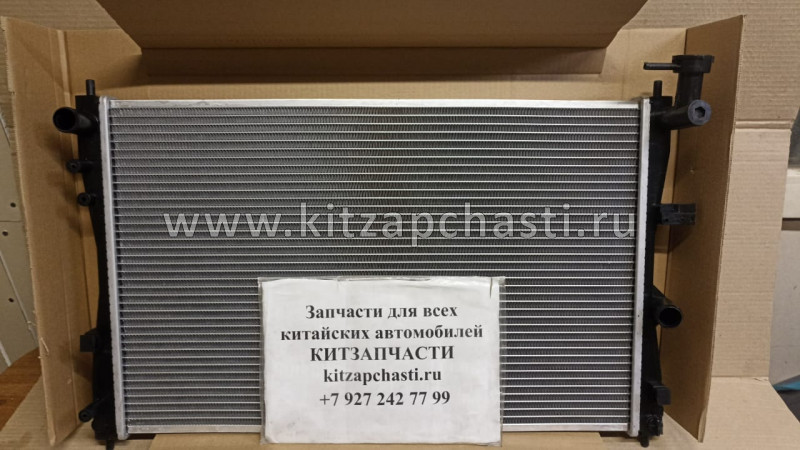 www.kitzapchasti.ru
Запчасти для всех
китайских автомобилей
КИТЗАПЧАСТИ
kitzapchasti.ru
+7 927 242 77 99